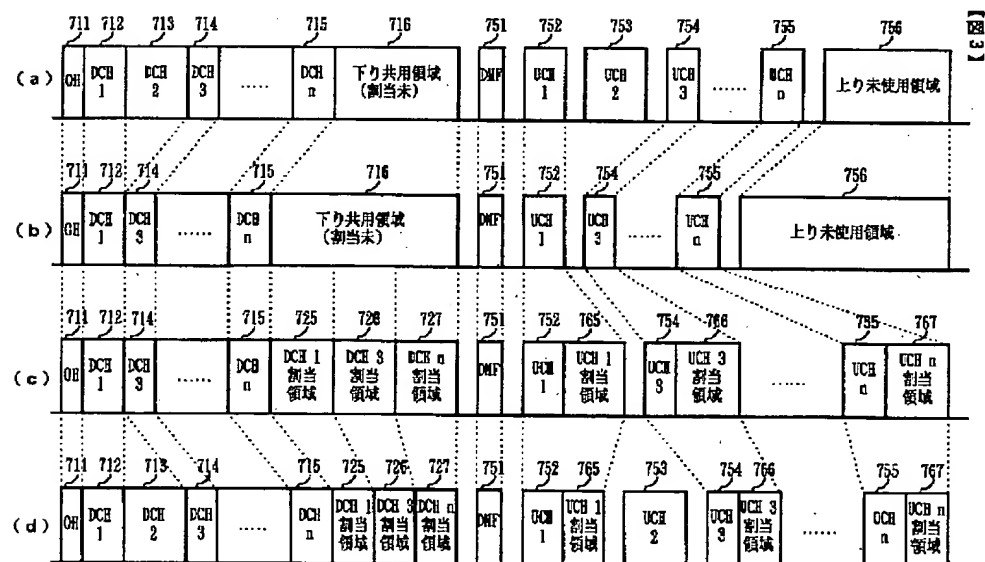 【図3】
711 712 713 714 715 716 751 752 753 754 755 756
(a)
OH
DCH 1
DCH 2
DCH 3
......
DCH n
下り共用領域
(割当未)
DMF
UCH 1
UCH 2
UCH 3
......
UCH n
上り未使用領域
711 712 714 715 716 751 752 754 755 756
(b)
OH
DCH 1
DCH 3
......
DCH n
下り共用領域
(割当未)
DMF
UCH 1
UCH 3
......
UCH n
上り未使用領域
711 712 714 715 725 726 727 751 752 765 754 766 755 767
(c)
OH
DCH 1
DCH 3
......
DCH n
DCH 1
割当
領域
DCH 3
割当
領域
DCH n
割当
領域
DMF
UCH 1
UCH 1
割当
領域
UCH 3
UCH 3
割当
領域
......
UCH n
UCH n
割当
領域
711 712 713 714 715 725 726 727 751 752 765 753 754 766 755 767
(d)
OH
DCH 1
DCH 2
DCH 3
......
DCH n
DCH 1
割当
領域
DCH 3
割当
領域
DCH n
割当
領域
DMF
UCH 1
UCH 1
割当
領域
UCH 2
UCH 3
UCH 3
割当
領域
......
UCH n
UCH n
割当
領域